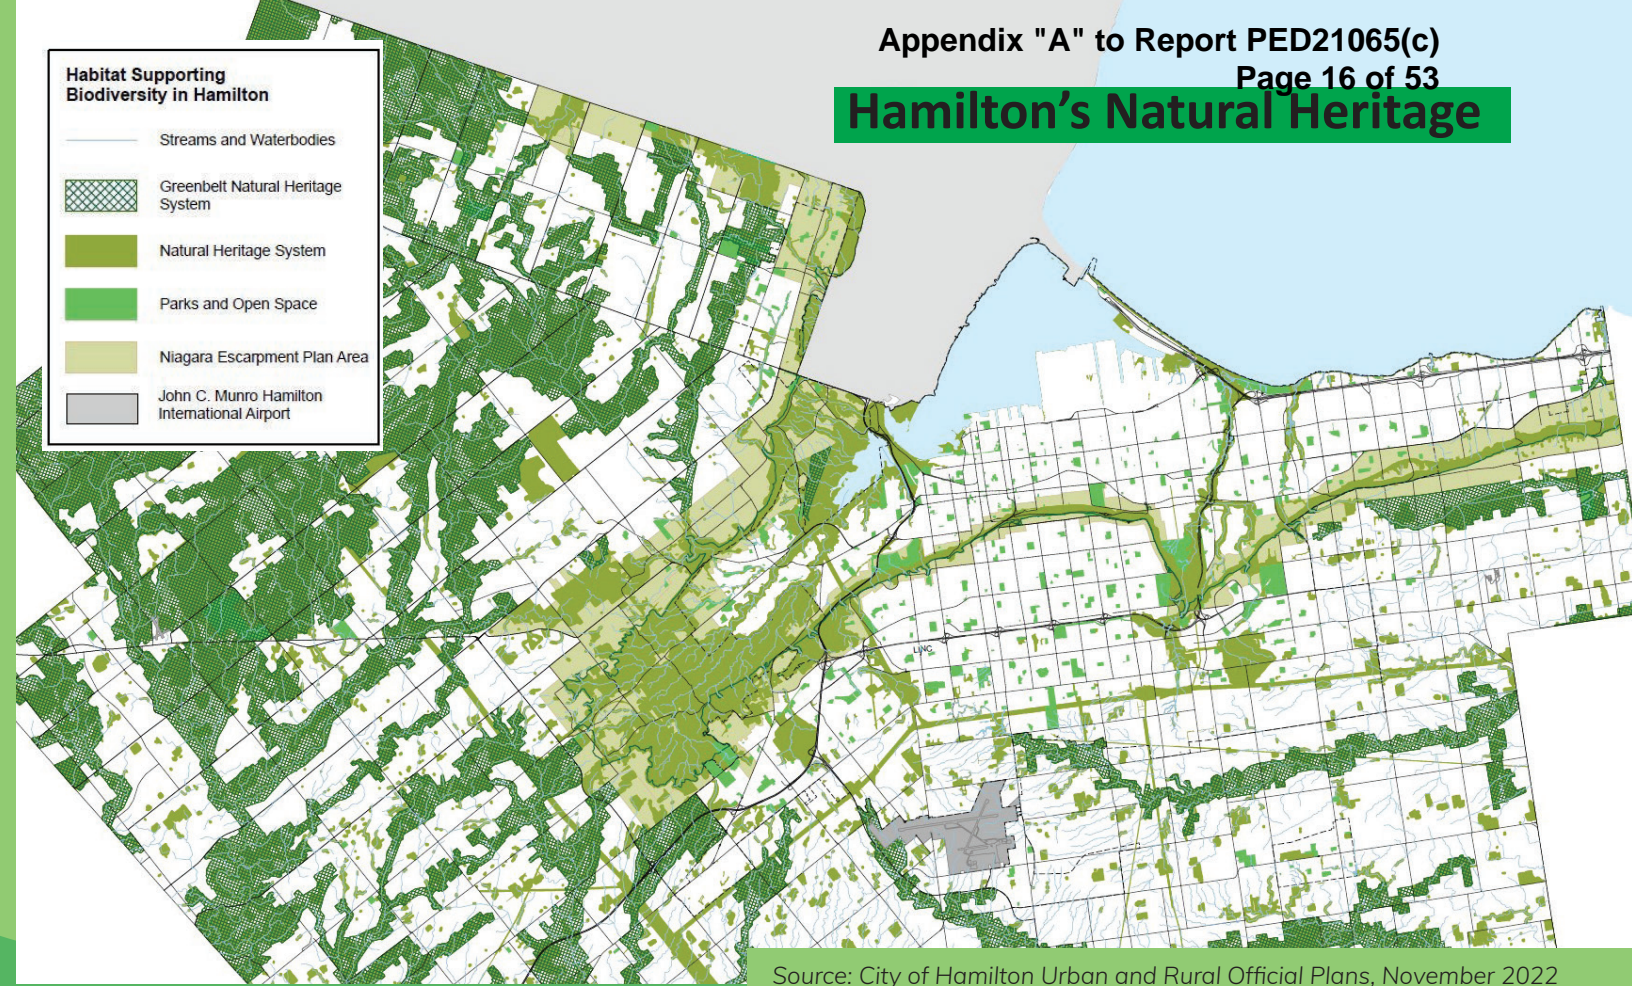 Appendix "A" to Report PED21065(c)
Page 16 of 53
Hamilton's Natural Heritage
Habitat Supporting
Biodiversity in Hamilton
Streams and Waterbodies
Greenbelt Natural Heritage
System
Natural Heritage System
Parks and Open Space
Niagara Escarpment Plan Area
John C. Munro Hamilton
International Airport
LINC
Source: City of Hamilton Urban and Rural Official Plans, November 2022